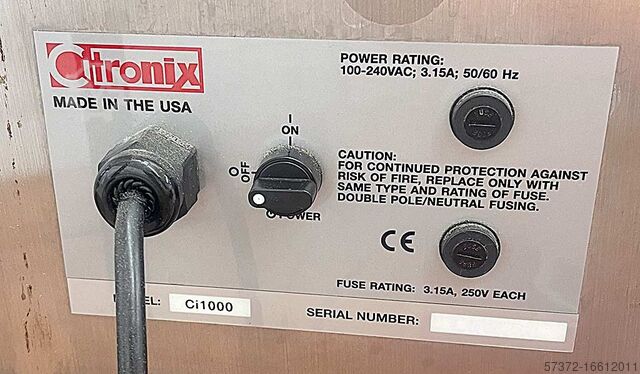 Citronix
MADE IN THE USA
POWER RATING:
100-240VAC; 3.15A; 50/60 Hz
ON
OFF
POWER
CAUTION:
FOR CONTINUED PROTECTION AGAINST
RISK OF FIRE, REPLACE ONLY WITH
SAME TYPE AND RATING OF FUSE.
DOUBLE POLE/NEUTRAL FUSING.
CE
FUSE RATING: 3.15A, 250V EACH
Ci1000
SERIAL NUMBER:
57372-16612011